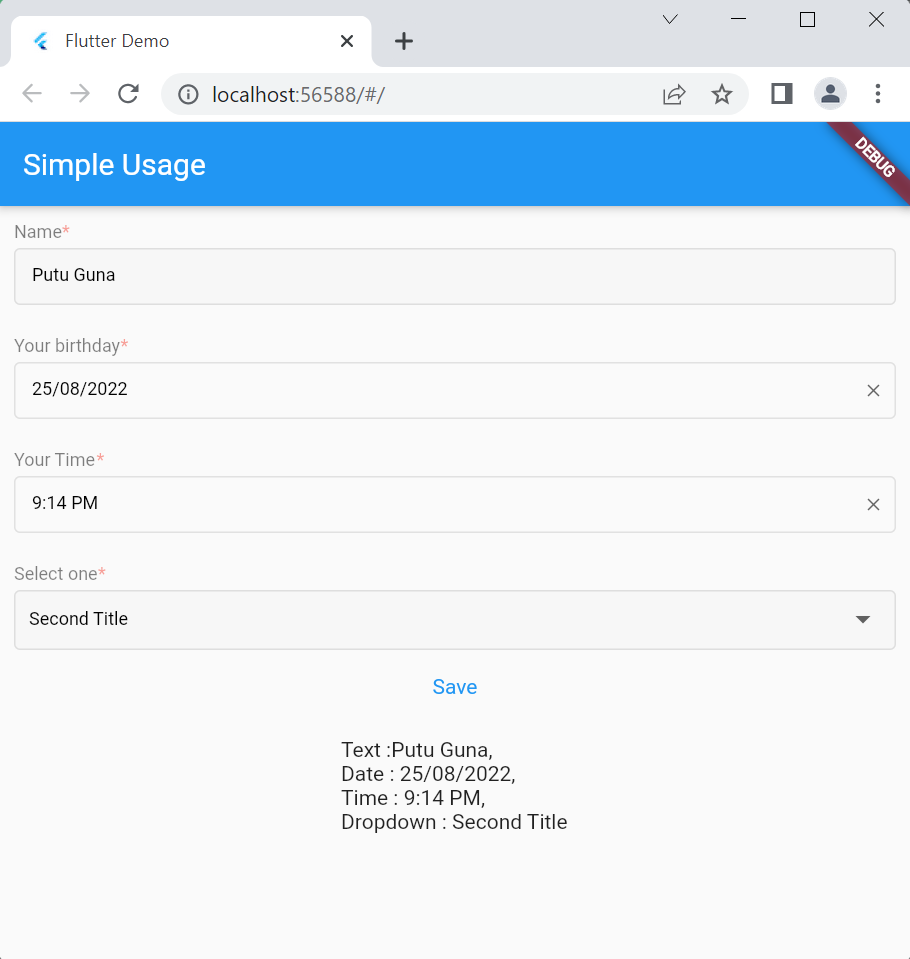 Flutter Demo
localhost:56588/#/
Simple Usage
DEBUG
Name*
Putu Guna
Your birthday*
25/08/2022
Your Time*
9:14 PM
Select one*
Second Title
Save
Text :Putu Guna,
Date : 25/08/2022,
Time : 9:14 PM,
Dropdown : Second Title